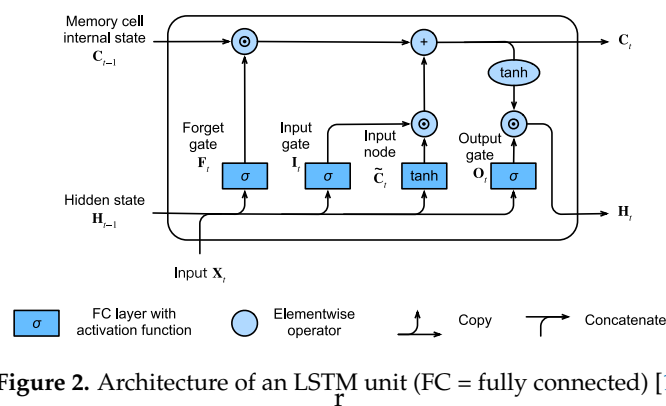 Memory cell
internal state
C_{t-1}
⊙
+
C_t
tanh
Forget
gate
F_t
Input
gate
I_t
Input
node
C̃_t
⊙
Output
gate
O_t
⊙
σ
σ
tanh
σ
Hidden state
H_{t-1}
H_t
Input X_t
σ
FC layer with
activation function
Elementwise
operator
Copy
Concatenate
Figure 2. Architecture of an LSTM unit (FC = fully connected) [
r